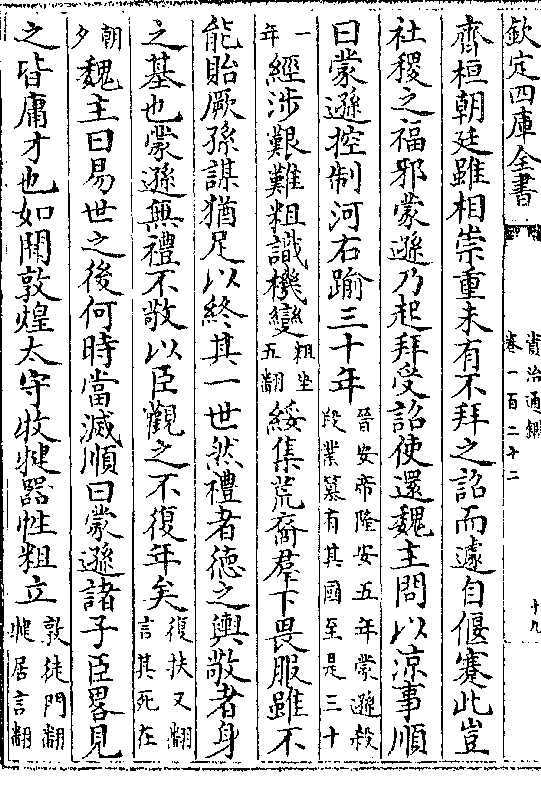 欽定四庫全書
資治通鑑
卷一百二十二
十九
齊桓朝廷雖相崇重未有不拜之詔而遽自偃蹇此豈
社稷之福邪蒙遜乃起拜受詔使還魏主問以涼事順
曰蒙遜控制河右踰三十年
晉安帝隆安五年蒙遜殺
段業纂有其國至是三十
一年
經涉艱難粗識機變
粗坐
五翻
綏集荒裔羣下畏服雖不
能貽厥孫謀猶足以終其一世然禮者德之輿敬者身
之基也蒙遜無禮不敬以臣觀之不復年矣
復扶又翻
言其死在
朝夕
魏主曰易世之後何時當滅順曰蒙遜諸子臣畧見
之皆庸才也如聞敦煌太守牧犍器性粗立
敦徒門翻
犍居言翻